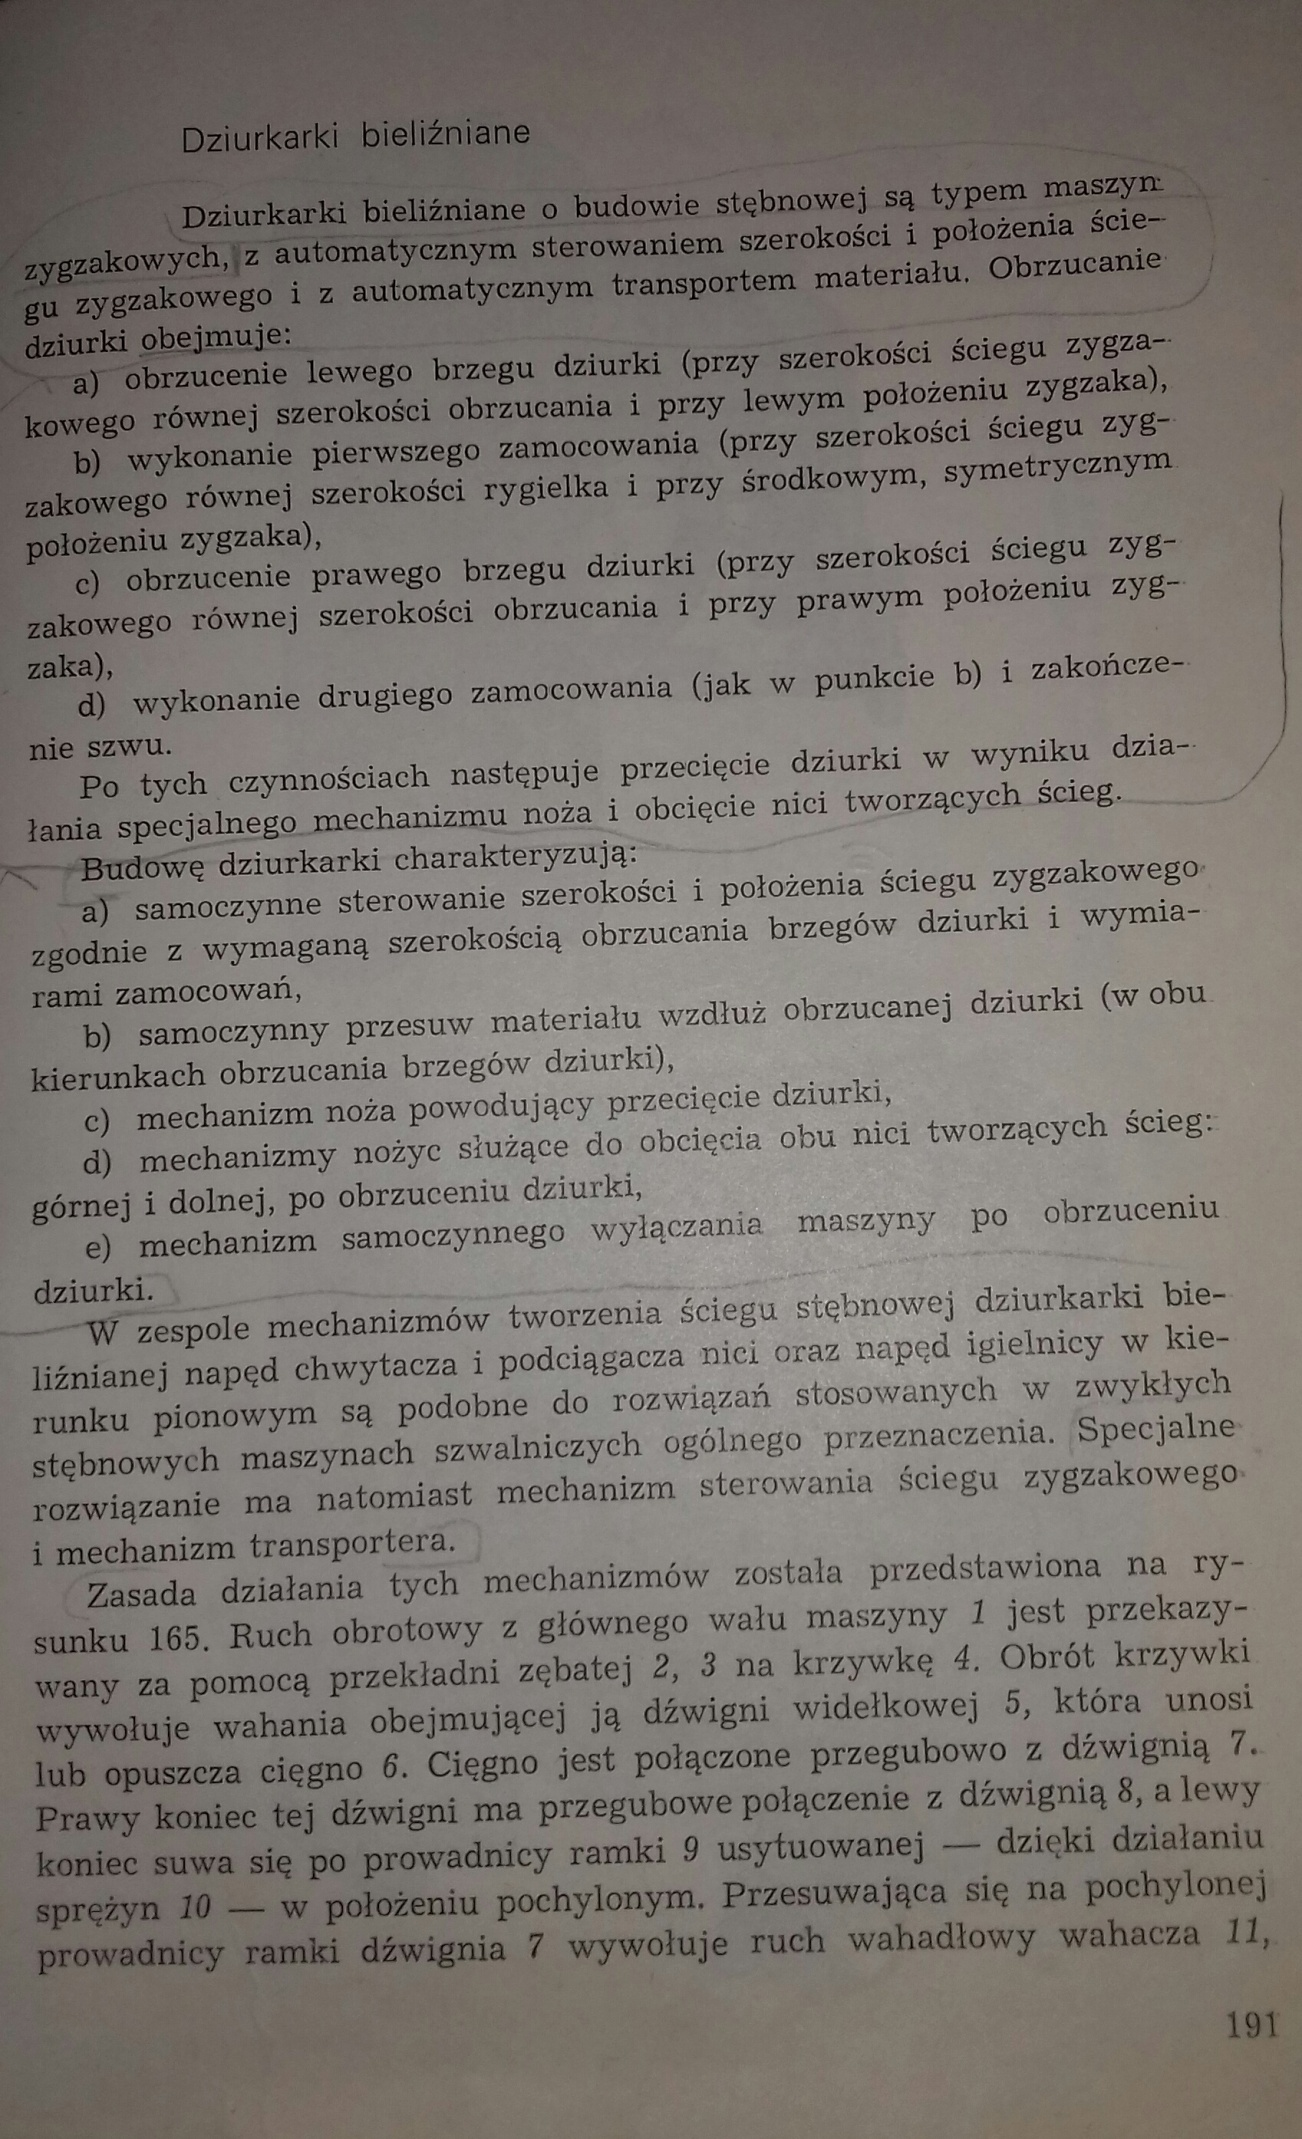 Dziurkarki bieliźniane
Dziurkarki bieliźniane o budowie stębnowej są typem maszyn
zygzakowych, z automatycznym sterowaniem szerokości i położenia ście-
gu zygzakowego i z automatycznym transportem materiału. Obrzucanie
dziurki obejmuje:
a) obrzucenie lewego brzegu dziurki (przy szerokości ściegu zygza-
kowego równej szerokości obrzucania i przy lewym położeniu zygzaka),
b) wykonanie pierwszego zamocowania (przy szerokości ściegu zyg-
zakowego równej szerokości rygielka i przy środkowym, symetrycznym
położeniu zygzaka),
c) obrzucenie prawego brzegu dziurki (przy szerokości ściegu zyg-
zakowego równej szerokości obrzucania i przy prawym położeniu zyg-
zaka),
d) wykonanie drugiego zamocowania (jak w punkcie b) i zakończe-
nie szwu.
Po tych czynnościach następuje przecięcie dziurki w wyniku dzia-
łania specjalnego mechanizmu noża i obcięcie nici tworzących ścieg.
Budowę dziurkarki charakteryzują:
a) samoczynne sterowanie szerokości i położenia ściegu zygzakowego
zgodnie z wymaganą szerokością obrzucania brzegów dziurki i wymia-
rami zamocowań,
b) samoczynny przesuw materiału wzdłuż obrzucanej dziurki (w obu
kierunkach obrzucania brzegów dziurki),
c) mechanizm noża powodujący przecięcie dziurki,
d) mechanizmy nożyc służące do obcięcia obu nici tworzących ścieg:
górnej i dolnej, po obrzuceniu dziurki,
e) mechanizm samoczynnego wyłączania maszyny po obrzuceniu
dziurki.
W zespole mechanizmów tworzenia ściegu stębnowej dziurkarki bie-
liźnianej napęd chwytacza i podciągacza nici oraz napęd igielnicy w kie-
runku pionowym są podobne do rozwiązań stosowanych w zwykłych
stębnowych maszynach szwalniczych ogólnego przeznaczenia. Specjalne
rozwiązanie ma natomiast mechanizm sterowania ściegu zygzakowego
i mechanizm transportera.
Zasada działania tych mechanizmów została przedstawiona na ry-
sunku 165. Ruch obrotowy z głównego wału maszyny 1 jest przekazy-
wany za pomocą przekładni zębatej 2, 3 na krzywkę 4. Obrót krzywki
wywołuje wahania obejmującej ją dźwigni widełkowej 5, która unosi
lub opuszcza cięgno 6. Cięgno jest połączone przegubowo z dźwignią 7.
Prawy koniec tej dźwigni ma przegubowe połączenie z dźwignią 8, a lewy
koniec suwa się po prowadnicy ramki 9 usytuowanej — dzięki działaniu
sprężyn 10 — w położeniu pochylonym. Przesuwająca się na pochylonej
prowadnicy ramki dźwignia 7 wywołuje ruch wahadłowy wahacza 11,
191